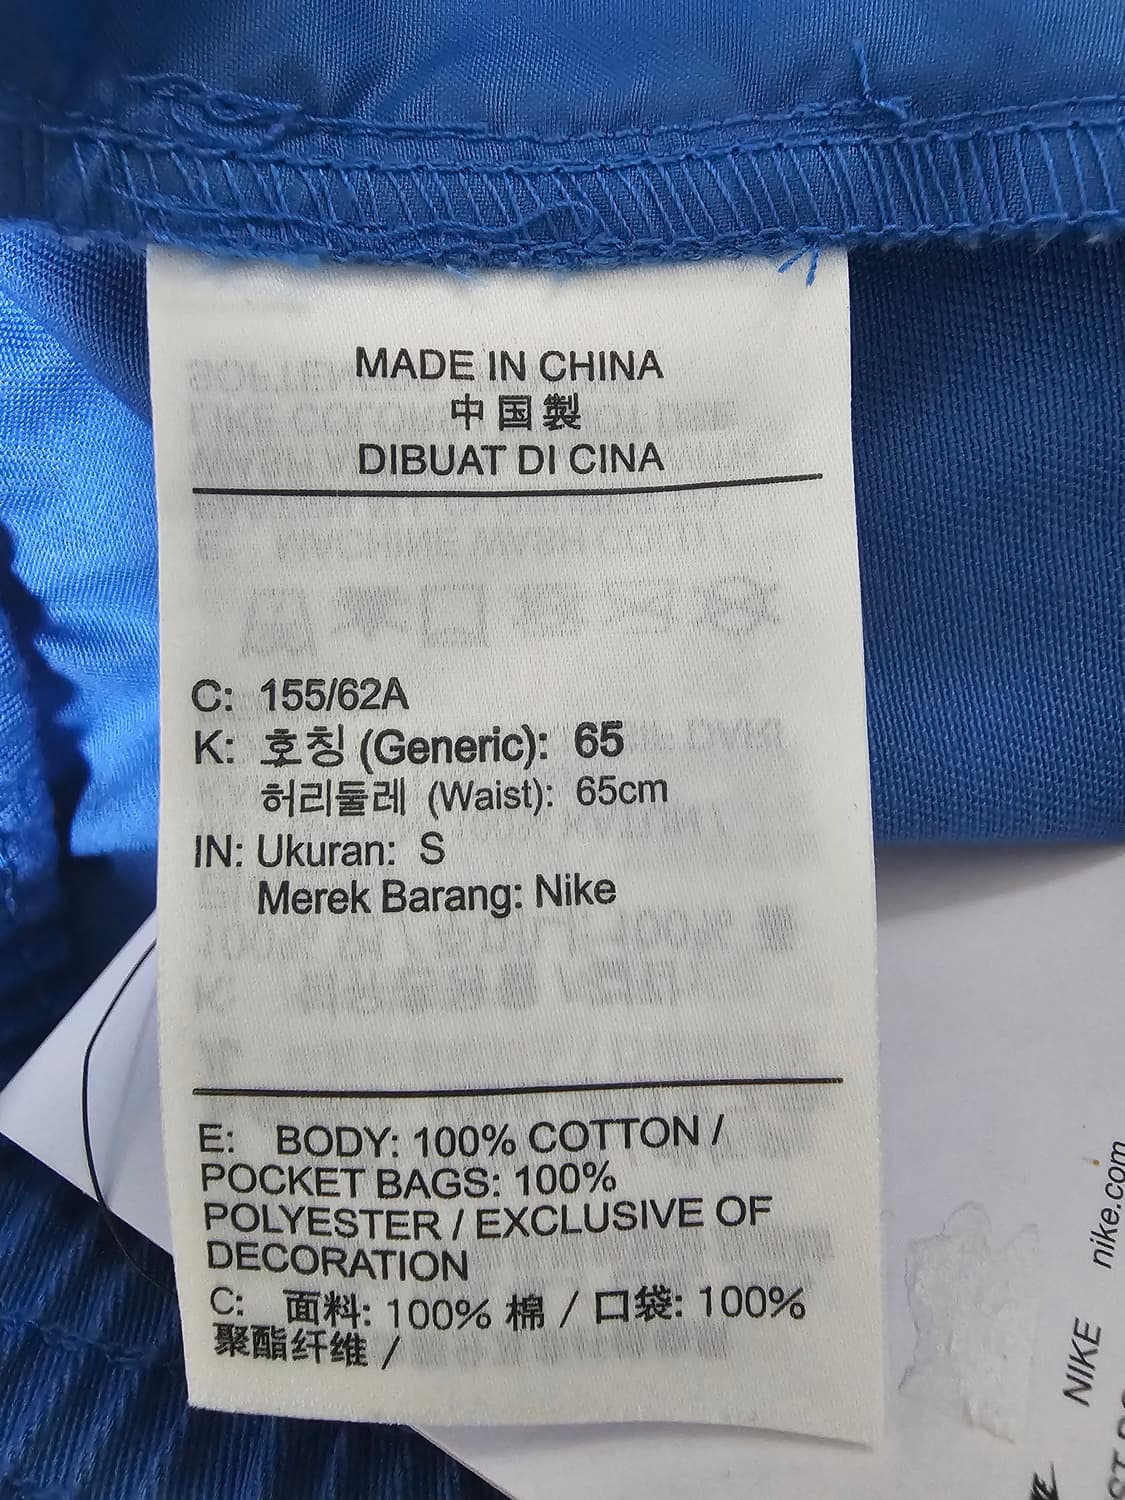 MADE IN CHINA
中国製
DIBUAT DI CINA
C: 155/62A
K: 호칭 (Generic): 65
허리둘레 (Waist): 65cm
IN: Ukuran: S
Merek Barang: Nike
E: BODY: 100% COTTON /
POCKET BAGS: 100%
POLYESTER / EXCLUSIVE OF
DECORATION
C: 面料: 100% 棉 / 口袋: 100%
聚酯纤维 /
nike.com
NIKE